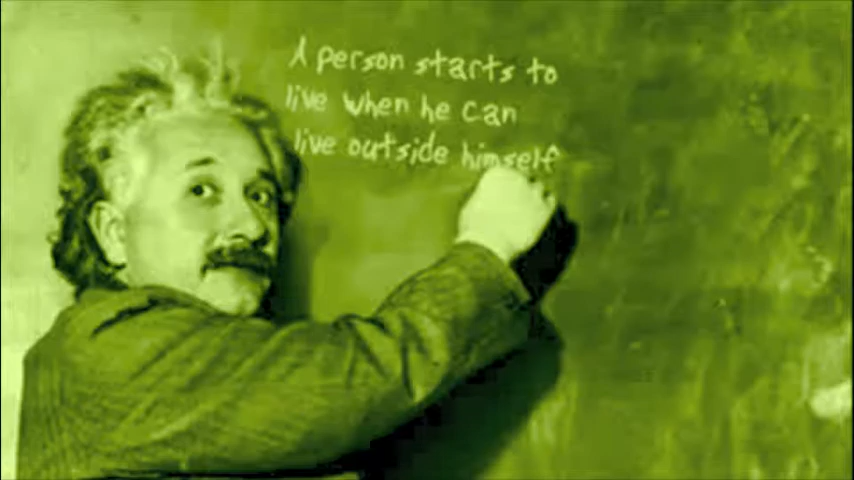 A person starts to
live when he can
live outside himself